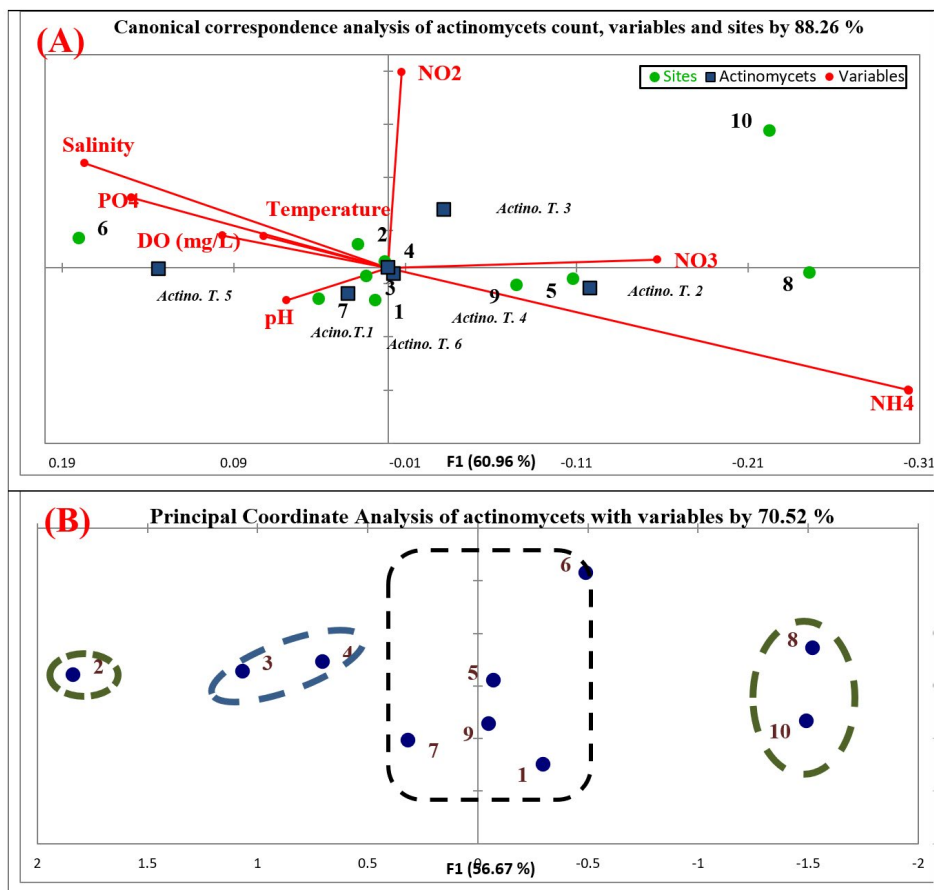 (A)
Canonical correspondence analysis of actinomycets count, variables and sites by 88.26 %
NO2
Sites Actinomycets Variables
10
Salinity
PO4
Temperature
Actino. T. 3
6
DO (mg/L)
2
4
NO3
8
Actino. T. 5
3
9
5
Actino. T. 2
pH
7
1
Actino. T. 4
Acino.T.1
Actino. T. 6
NH4
0.19 0.09 -0.01 -0.11 -0.21 -0.31
F1 (60.96 %)
(B)
Principal Coordinate Analysis of actinomycets with variables by 70.52 %
6
8
2
3
4
5
9
10
7
1
2 1.5 1 0.5 0 -0.5 -1 -1.5 -2
F1 (56.67 %)